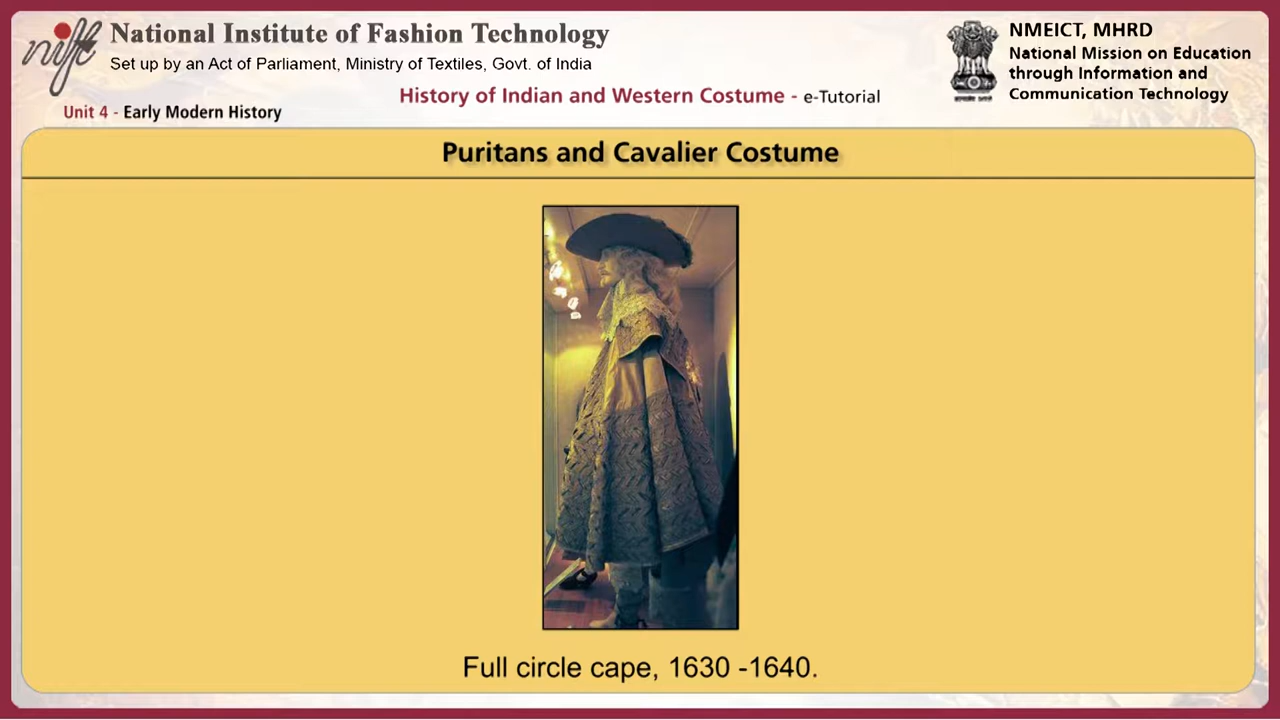 nift
National Institute of Fashion Technology
Set up by an Act of Parliament, Ministry of Textiles, Govt. of India
NMEICT, MHRD
National Mission on Education
through Information and
Communication Technology
History of Indian and Western Costume - e-Tutorial
Unit 4 - Early Modern History
Puritans and Cavalier Costume
Full circle cape, 1630 -1640.